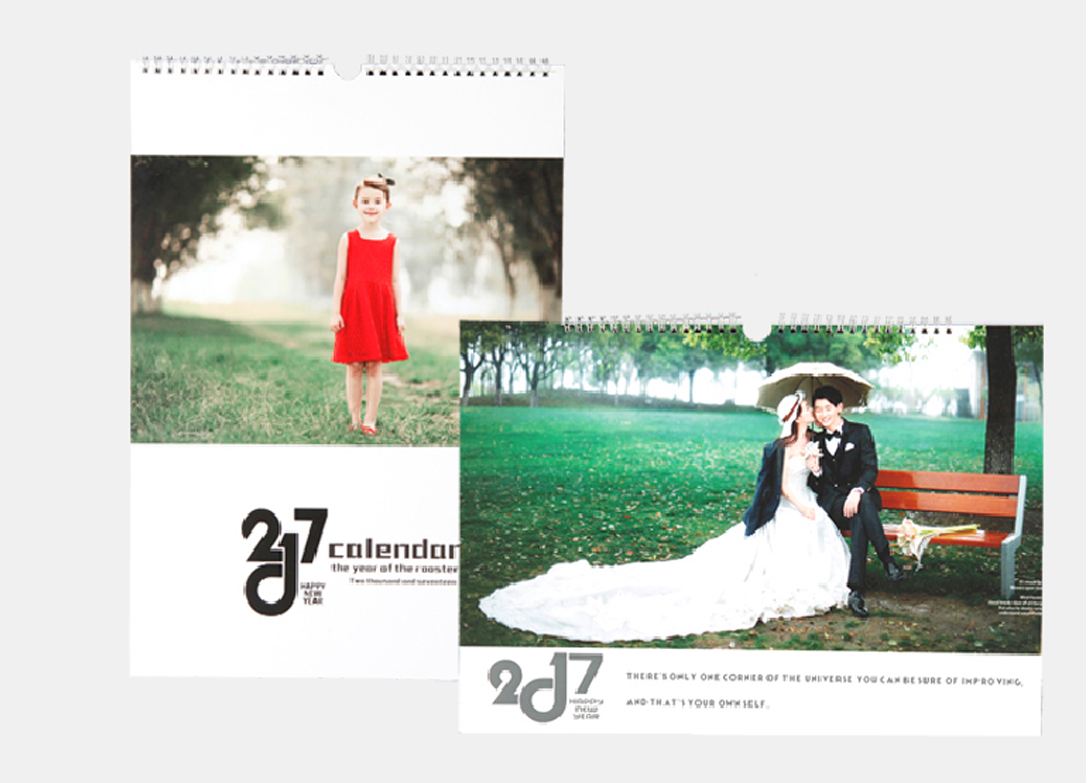 2017
calendar
the year of the rooster
Two thousand and seventeen
HAPPY
NEW
YEAR
2017
HAPPY
NEW
YEAR
THERE'S ONLY ONE CORNER OF THE UNIVERSE YOU CAN BE SURE OF IMPROVING,
AND THAT'S YOUR OWN SELF.